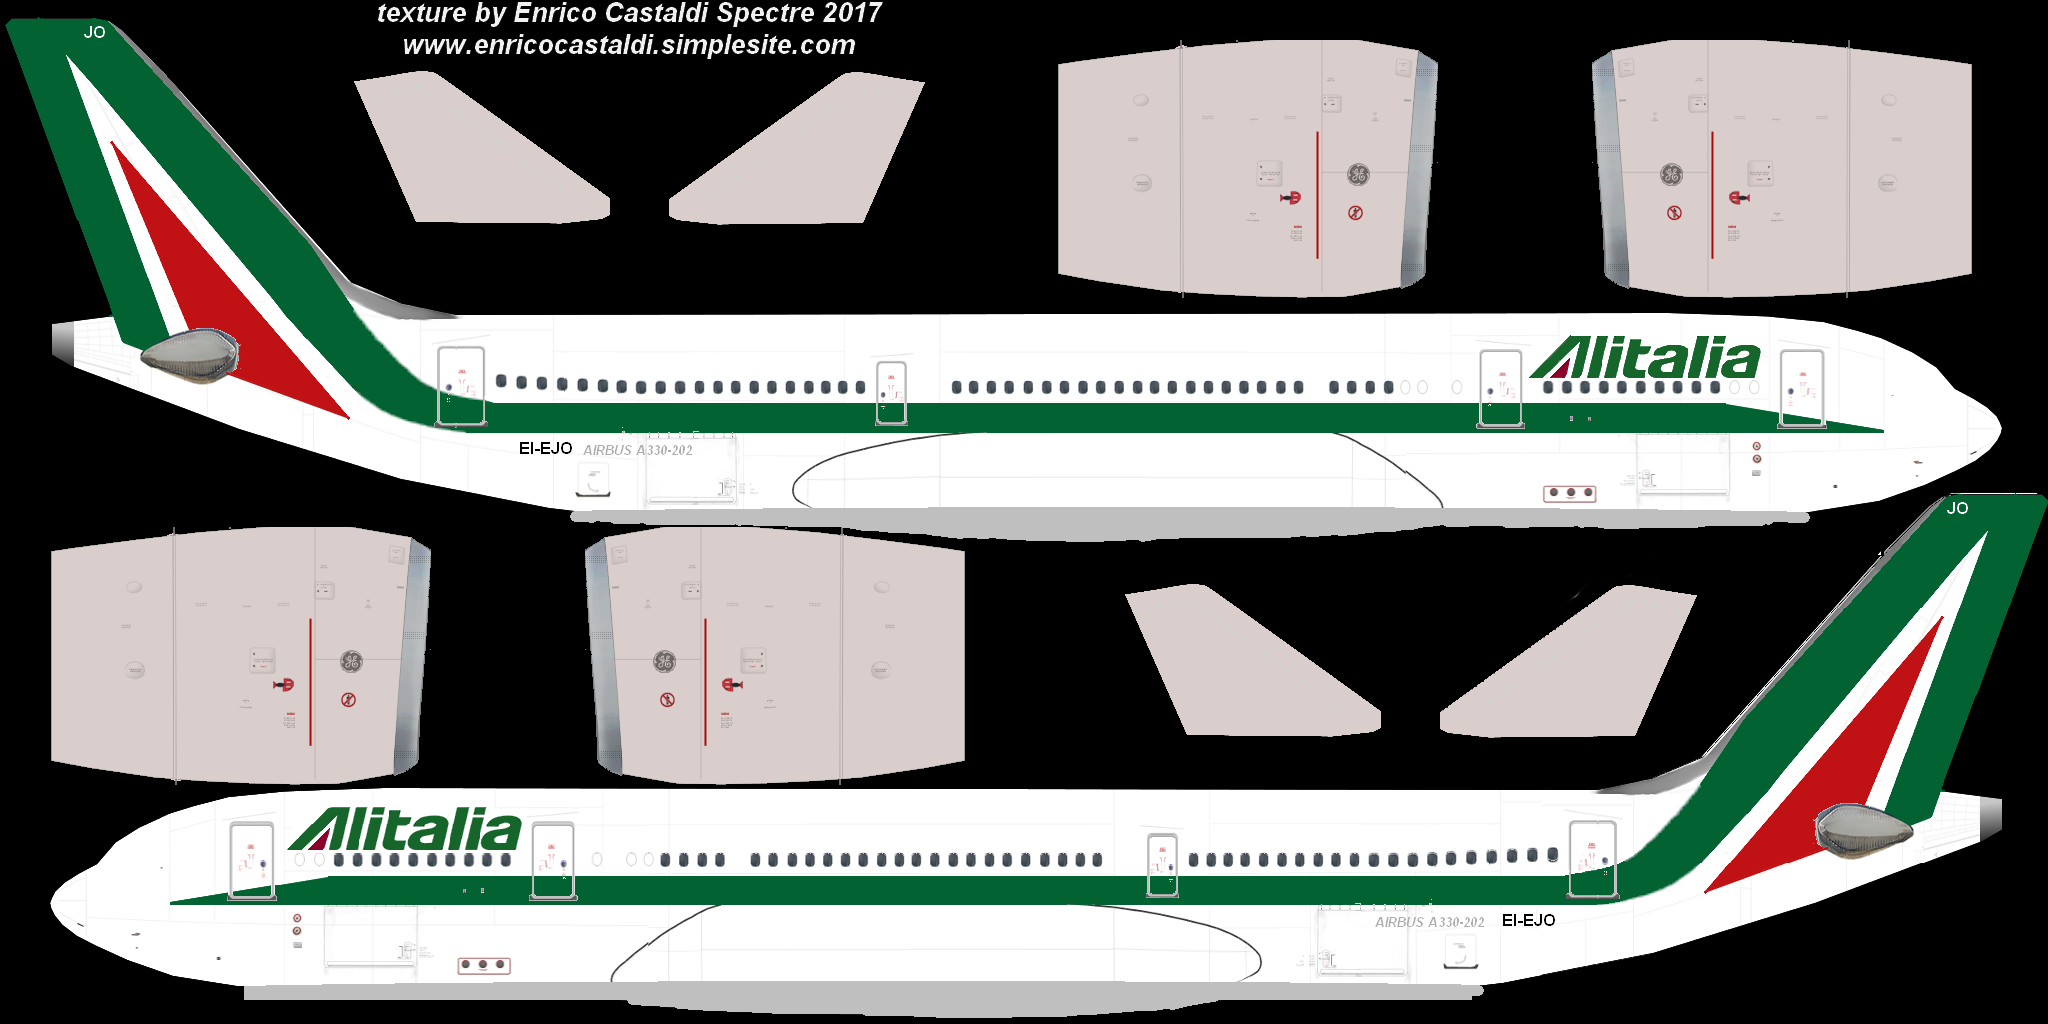 texture by Enrico Castaldi Spectre 2017
www.enricocastaldi.simplesite.com
JO
Alitalia
EI-EJO AIRBUS A330-202
JO
Alitalia
AIRBUS A330-202 EI-EJO